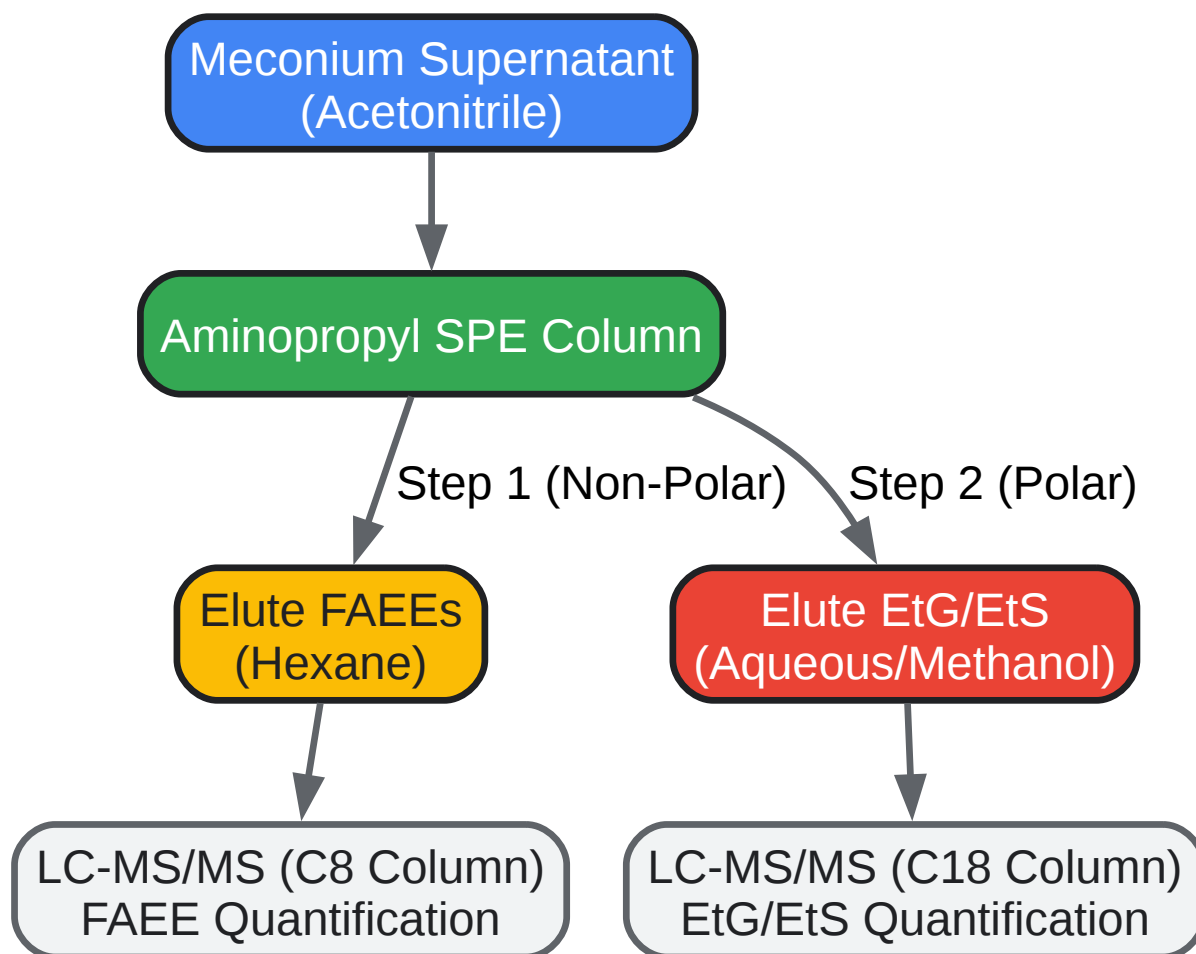 Meconium Supernatant
(Acetonitrile)
Aminopropyl SPE Column
Step 1 (Non-Polar)
Step 2 (Polar)
Elute FAEEs
(Hexane)
Elute EtG/EtS
(Aqueous/Methanol)
LC-MS/MS (C8 Column)
FAEE Quantification
LC-MS/MS (C18 Column)
EtG/EtS Quantification